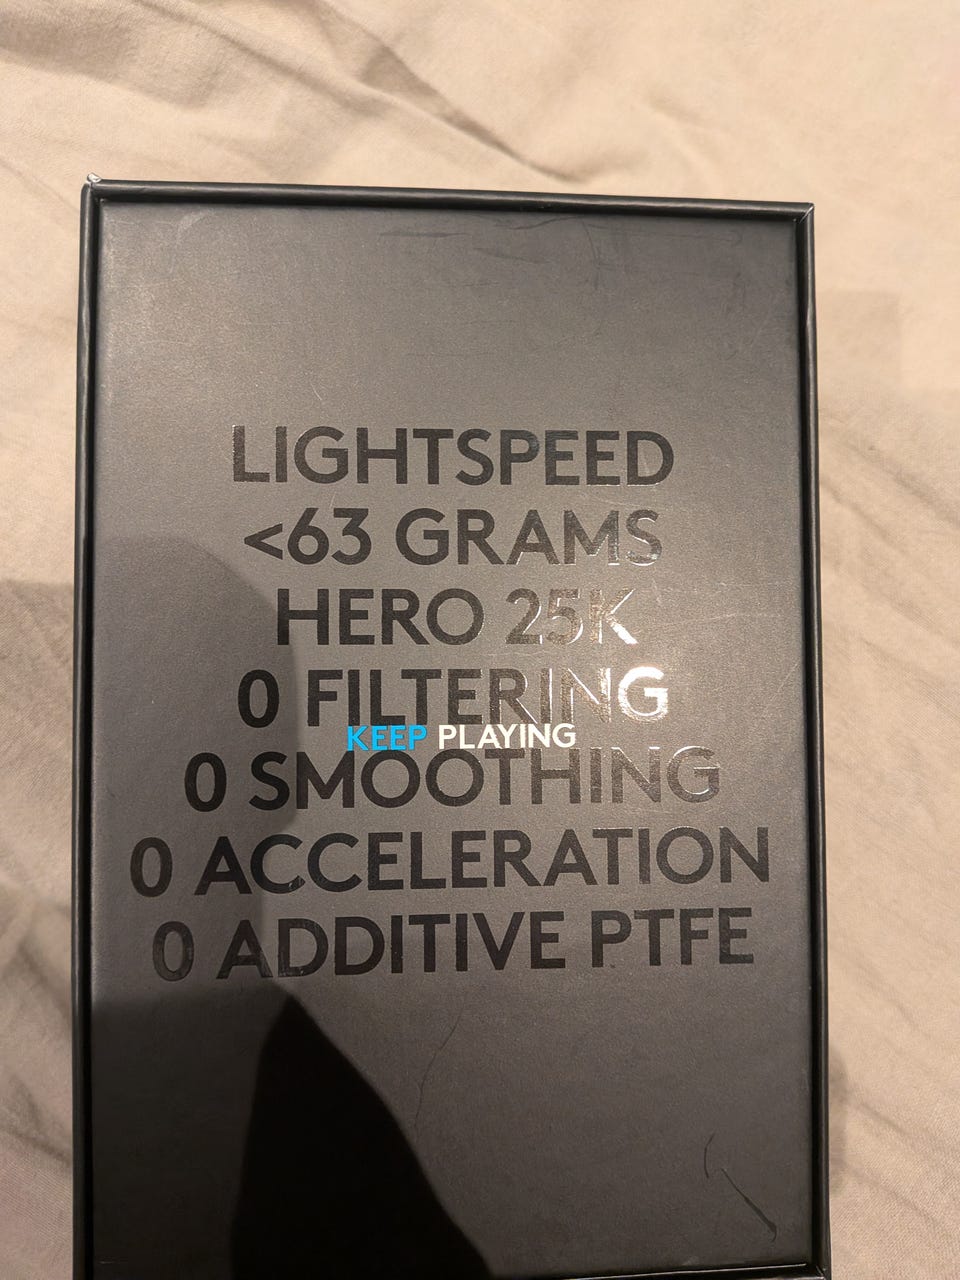 LIGHTSPEED
<63 GRAMS
HERO 25K
0 FILTERING
KEEP PLAYING
0 SMOOTHING
0 ACCELERATION
0 ADDITIVE PTFE